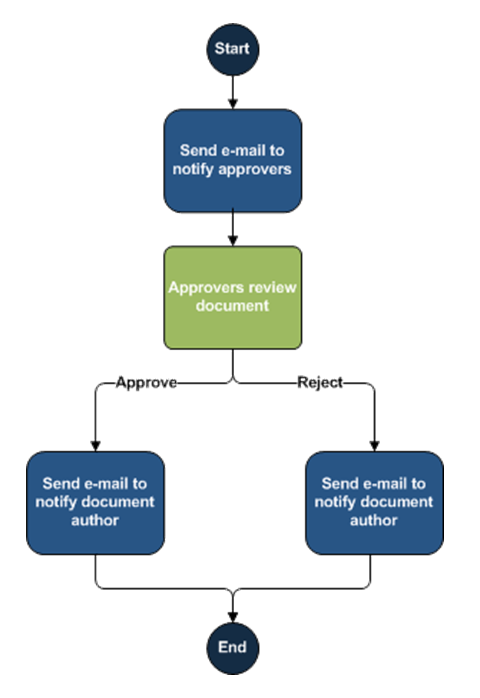 Start
Send e-mail to
notify approvers
Approvers review
document
Approve
Reject
Send e-mail to
notify document
author
Send e-mail to
notify document
author
End